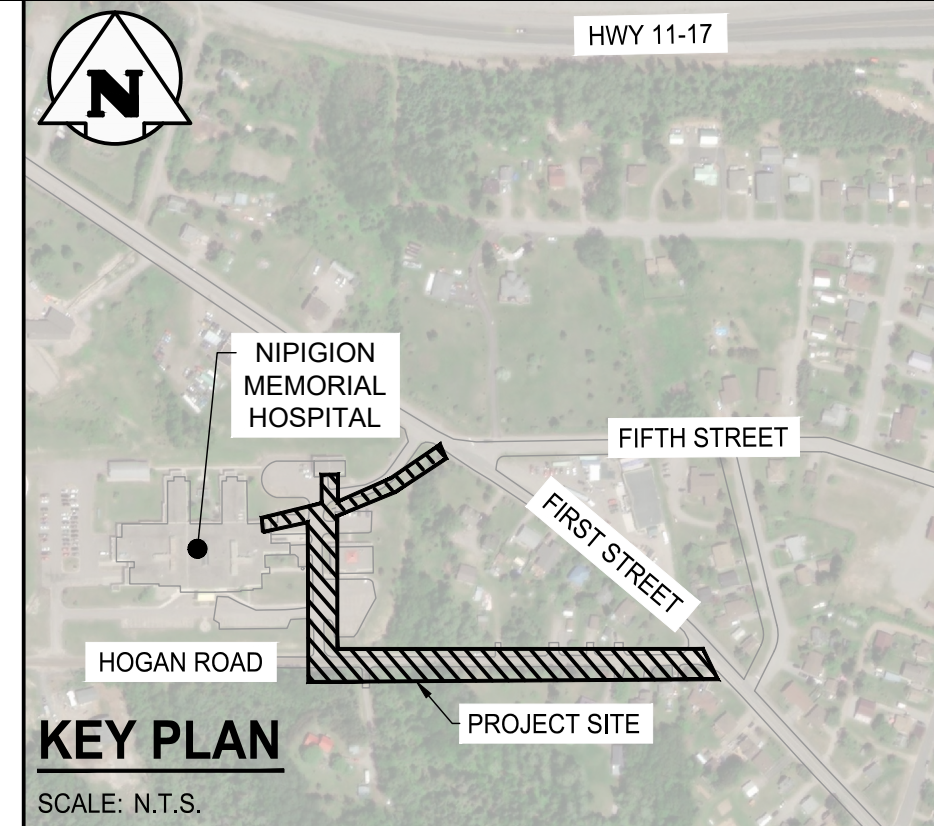 HWY 11-17
N
NIPIGION
MEMORIAL
HOSPITAL
FIFTH STREET
FIRST STREET
HOGAN ROAD
PROJECT SITE
KEY PLAN
SCALE: N.T.S.